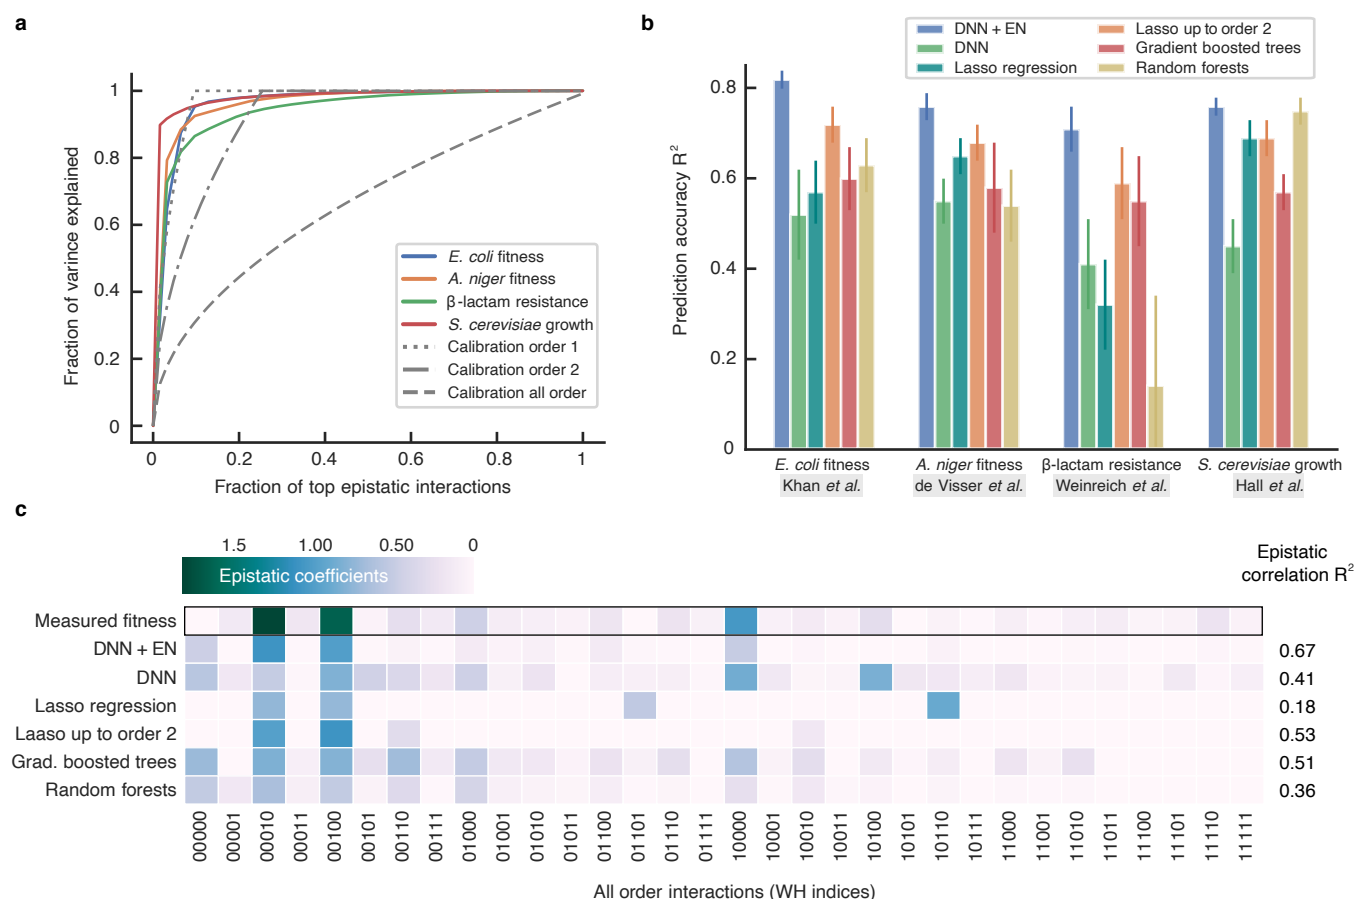 a
Fraction of varince explained
1
0.8
0.6
0.4
0.2
0
E. coli fitness
A. niger fitness
β-lactam resistance
S. cerevisiae growth
Calibration order 1
Calibration order 2
Calibration all order
0 0.2 0.4 0.6 0.8 1
Fraction of top epistatic interactions
b
DNN + EN
DNN
Lasso regression
Lasso up to order 2
Gradient boosted trees
Random forests
Prediction accuracy R²
0.8
0.6
0.4
0.2
0
E. coli fitness
Khan et al.
A. niger fitness
de Visser et al.
β-lactam resistance
Weinreich et al.
S. cerevisiae growth
Hall et al.
c
1.5 1.00 0.50 0
Epistatic coefficients
Epistatic
correlation R²
Measured fitness
DNN + EN 0.67
DNN 0.41
Lasso regression 0.18
Laaso up to order 2 0.53
Grad. boosted trees 0.51
Random forests 0.36
00000 00001 00010 00011 00100 00101 00110 00111 01000 01001 01010 01011 01100 01101 01110 01111 10000 10001 10010 10011 10100 10101 10110 10111 11000 11001 11010 11011 11100 11101 11110 11111
All order interactions (WH indices)